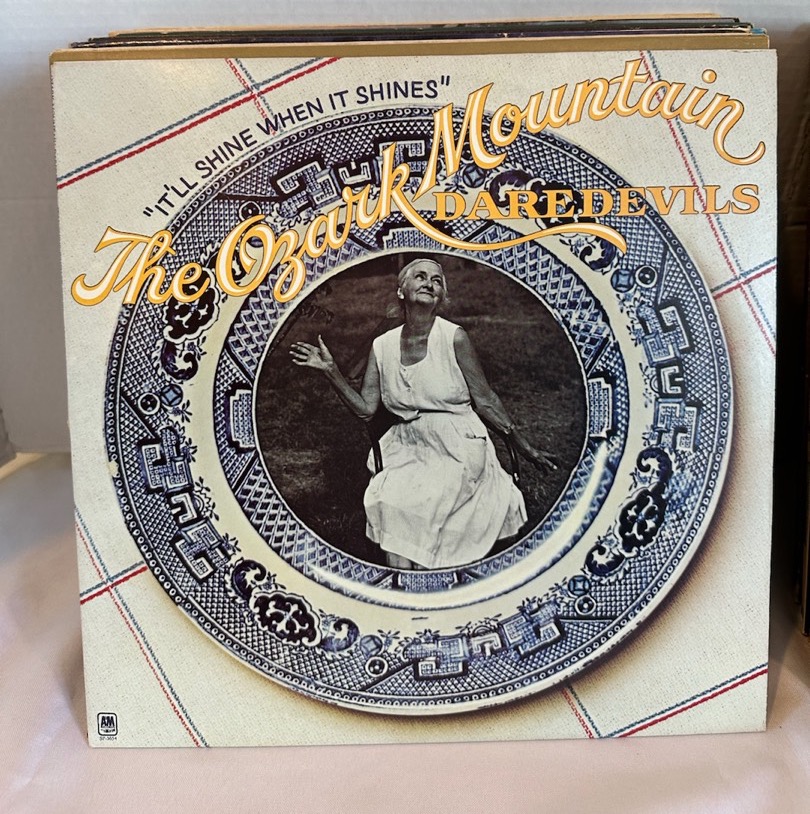 "IT'LL SHINE WHEN IT SHINES"
The Ozark Mountain
DAREDEVILS
A&M